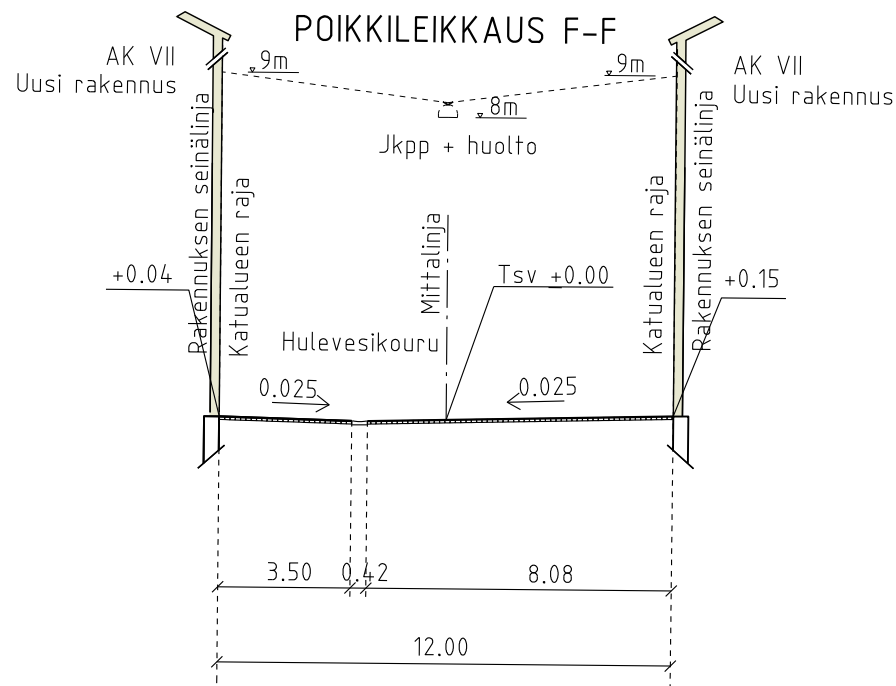 POIKKILEIKKAUS F-F
AK VII
Uusi rakennus
9m
9m
AK VII
Uusi rakennus
8m
Jkpp + huolto
Rakennuksen seinälinja
Katualueen raja
Mittalinja
Katualueen raja
Rakennuksen seinälinja
+0.04
Tsv +0.00
+0.15
Hulevesikouru
0.025
0.025
3.50
0.42
8.08
12.00